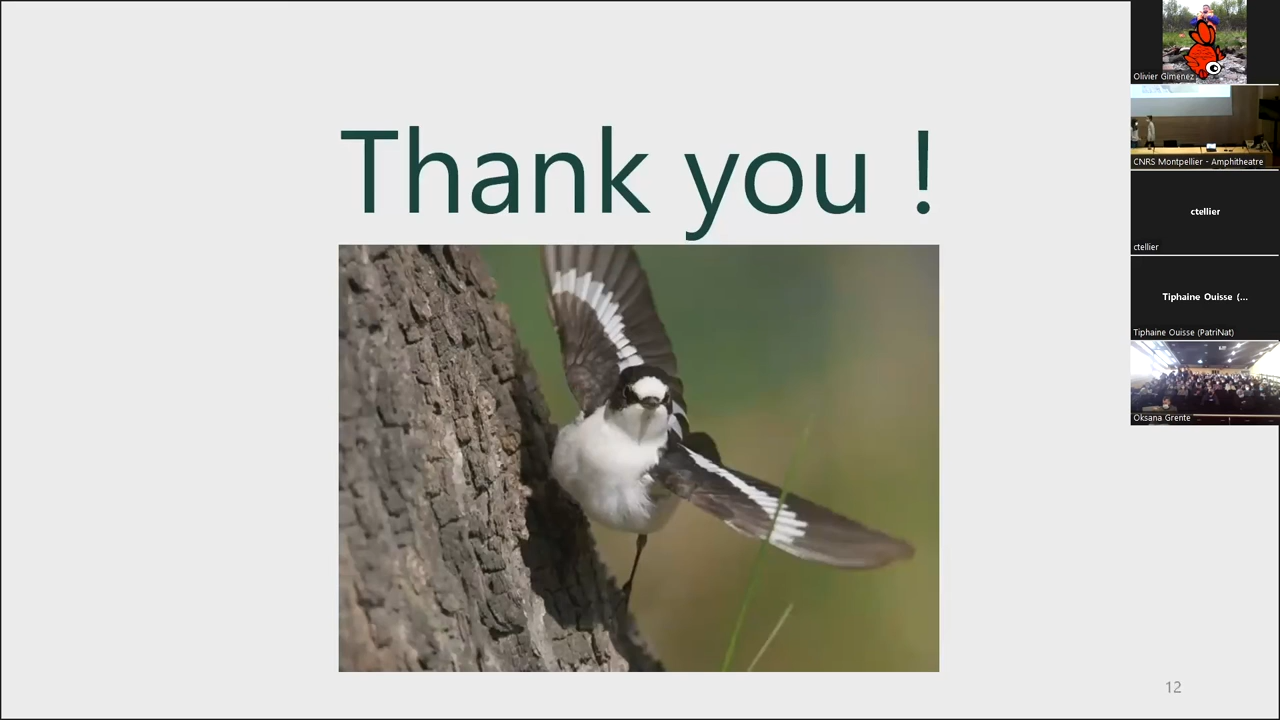 Thank you !
12
Olivier Gimenez
CNRS Montpellier - Amphitheatre
ctellier
ctellier
Tiphaine Ouisse (...
Tiphaine Ouisse (PatriNat)
Oksana Grente